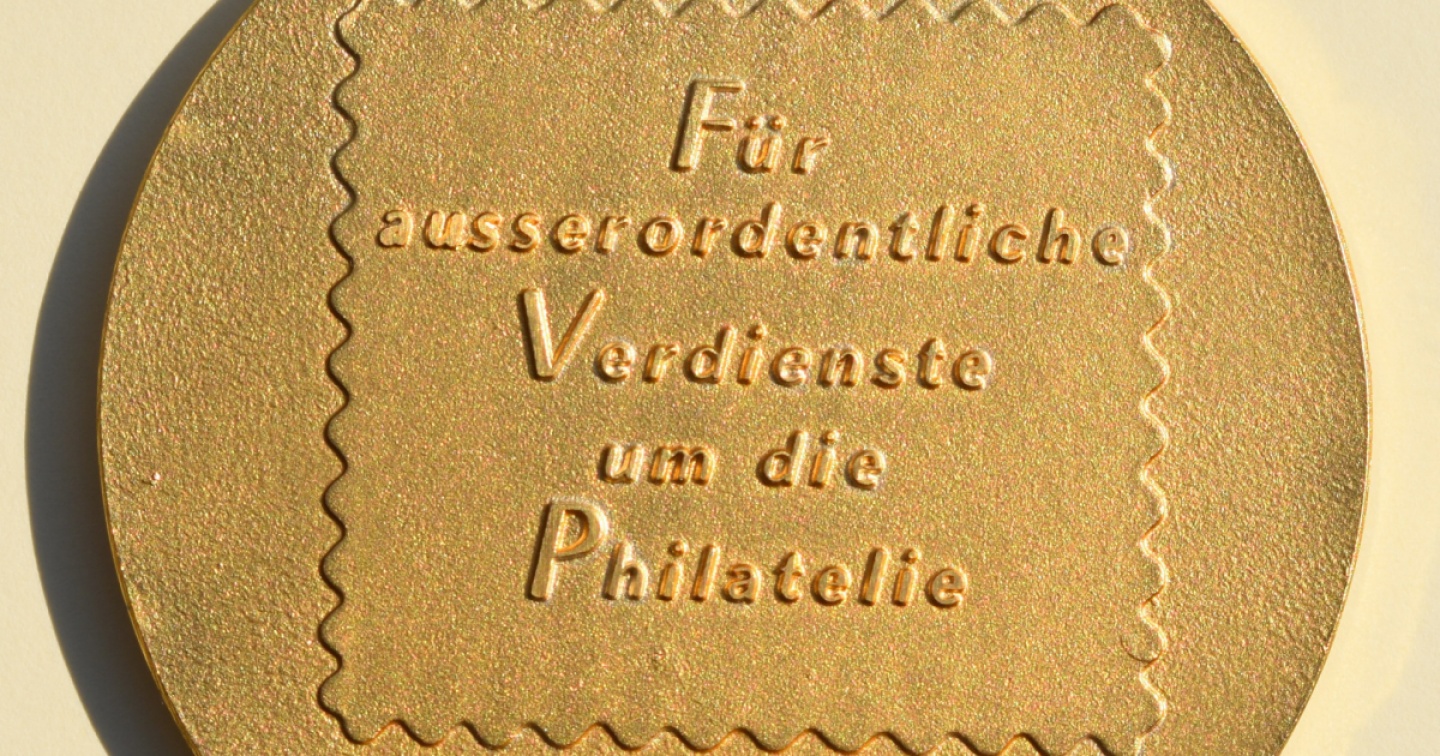 Für
ausserordentliche
Verdienste
um die
Philatelie